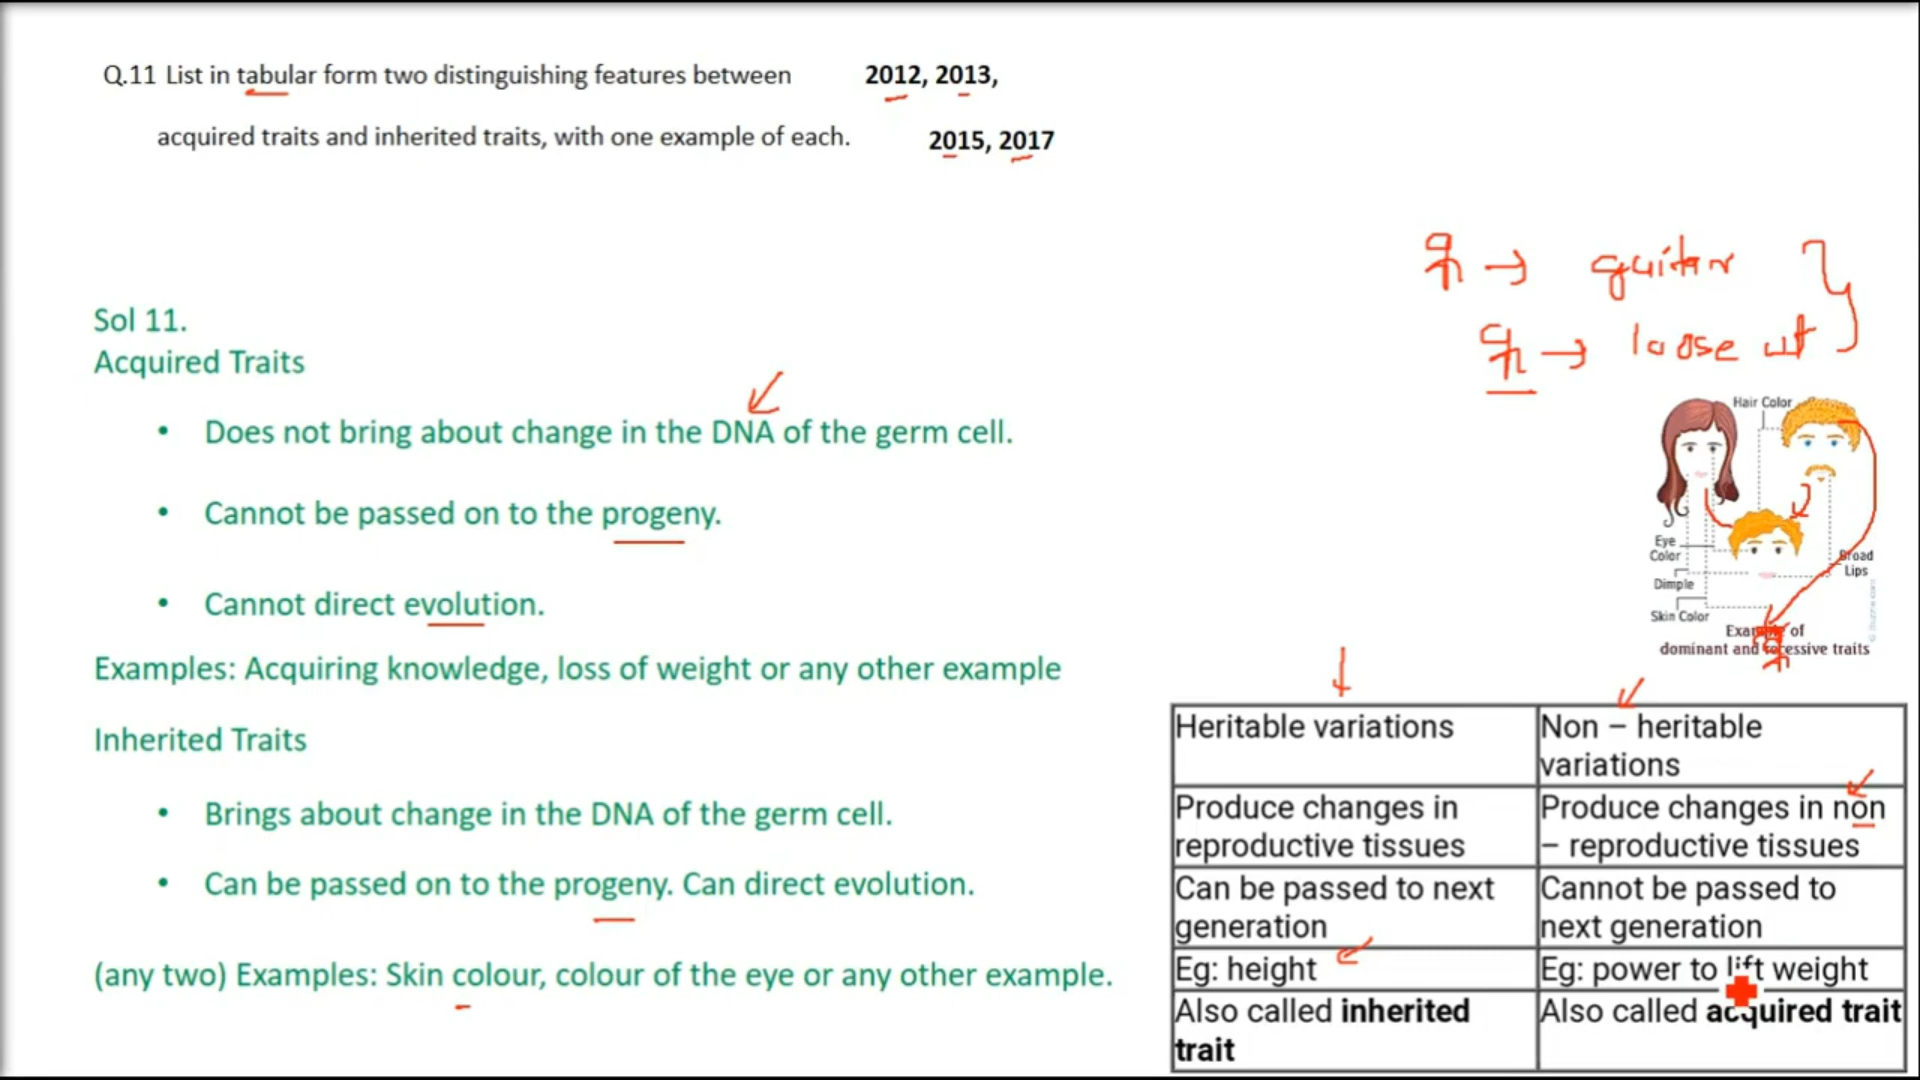 Q.11 List in tabular form two distinguishing features between 2012, 2013,
acquired traits and inherited traits, with one example of each. 2015, 2017
→ guitar
→ loose wt
Sol 11.
Acquired Traits
• Does not bring about change in the DNA of the germ cell.
• Cannot be passed on to the progeny.
• Cannot direct evolution.
Examples: Acquiring knowledge, loss of weight or any other example
Inherited Traits
• Brings about change in the DNA of the germ cell.
• Can be passed on to the progeny. Can direct evolution.
(any two) Examples: Skin colour, colour of the eye or any other example.
Hair Color
Eye
Color
Broad
Lips
Dimple
Skin Color
of
dominant and recessive traits
Heritable variations
Non – heritable
variations
Produce changes in
reproductive tissues
Produce changes in non
– reproductive tissues
Can be passed to next
generation
Cannot be passed to
next generation
Eg: height
Eg: power to lift weight
Also called inherited
trait
Also called acquired trait